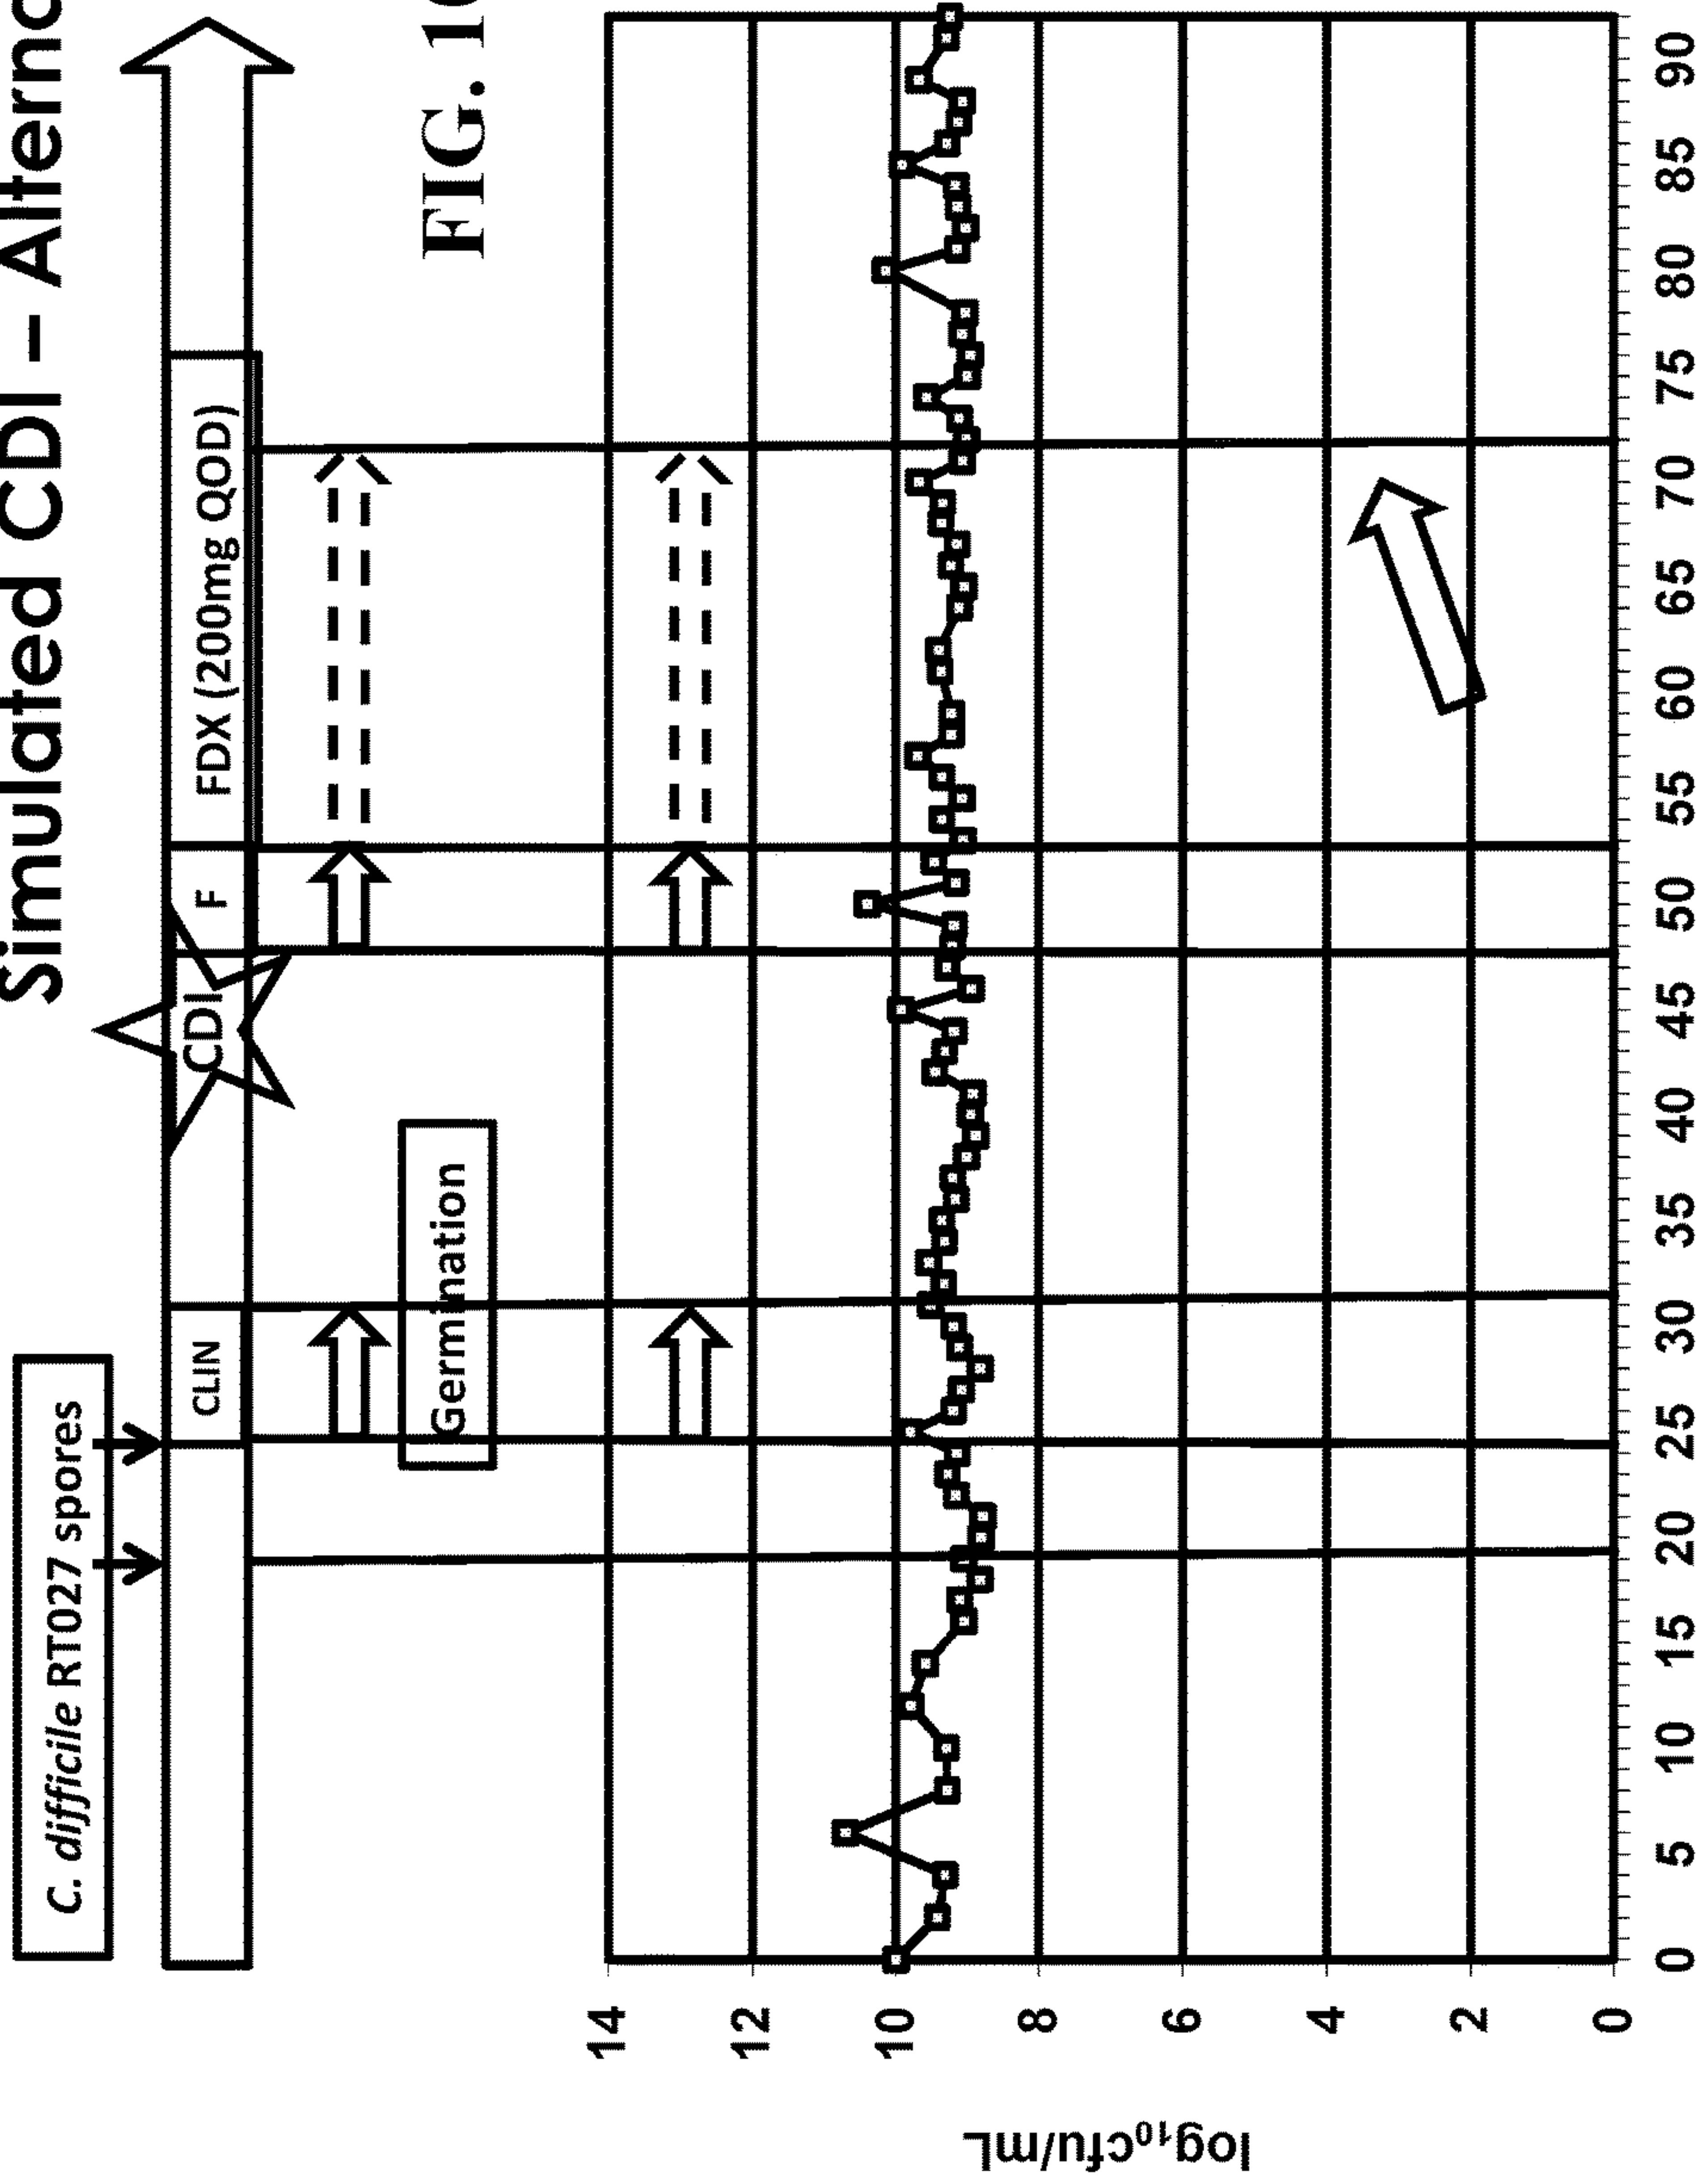 Simulated CDI – Alterna
C. difficile RT027 spores
CLIN
CDI
F
FDX (200mg QOD)
Germination
FIG. 10
log10cfu/mL
14
12
10
8
6
4
2
0
0 5 10 15 20 25 30 35 40 45 50 55 60 65 70 75 80 85 90